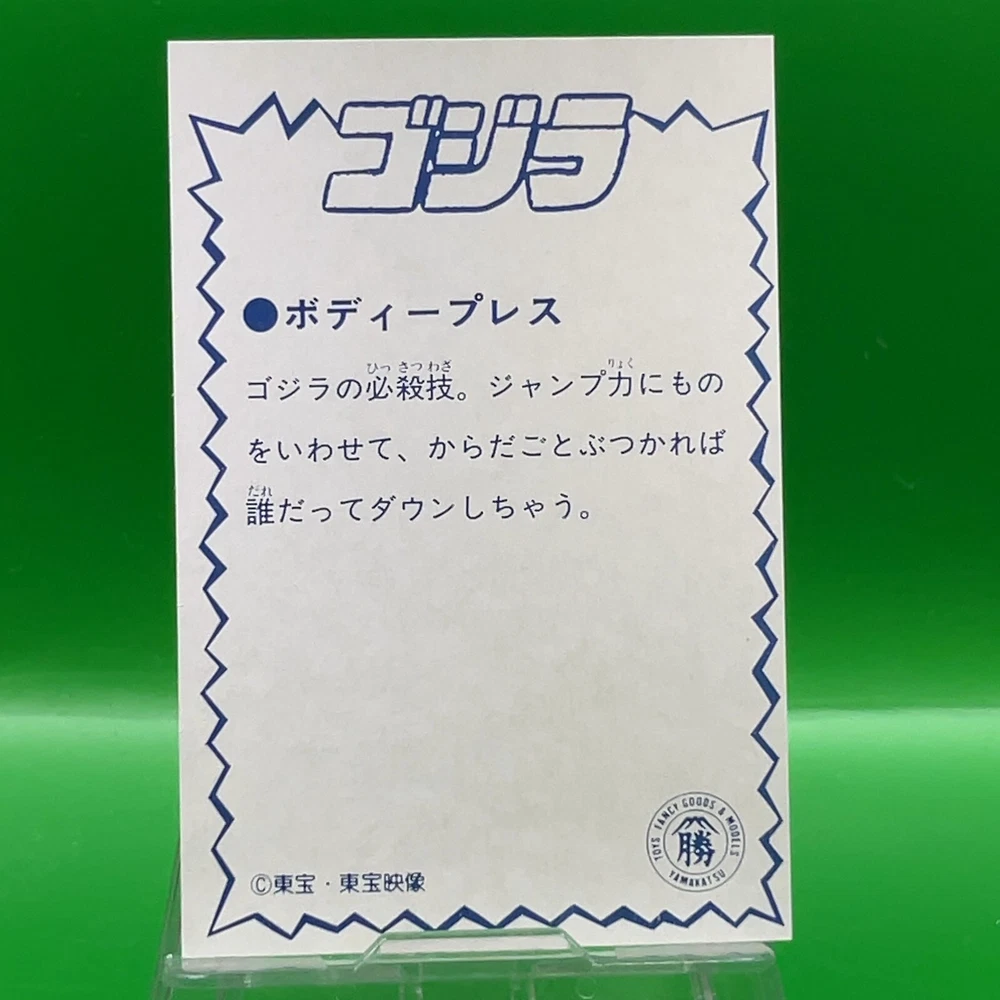 ゴジラ
●ボディープレス
ひっさつわざ りょく
ゴジラの必殺技。ジャンプ力にもの
をいわせて、からだごとぶつかれば
だれ
誰だってダウンしちゃう。
TOYS FANCY GOODS & MODELS
勝
YAMAKATSU
©東宝・東宝映像